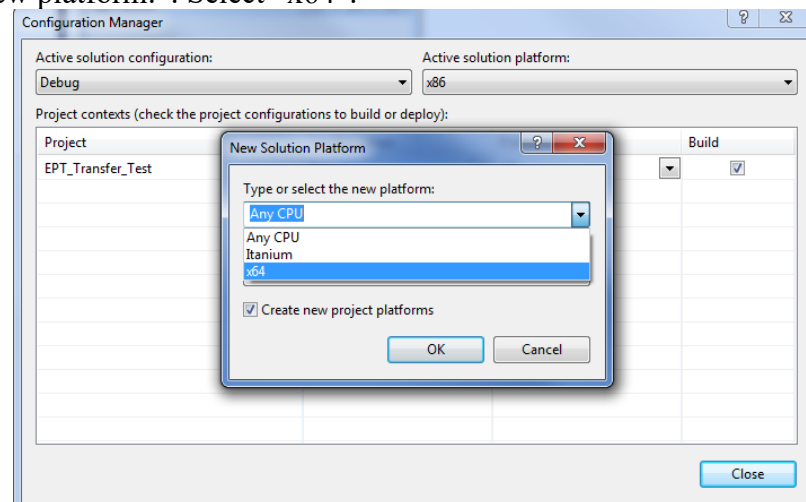 Configuration Manager
Active solution configuration: Active solution platform:
Debug x86
Project contexts (check the project configurations to build or deploy):
Project Build
New Solution Platform
EPT_Transfer_Test
Type or select the new platform:
Any CPU
Any CPU
Itanium
x64
Create new project platforms
OK Cancel
Close